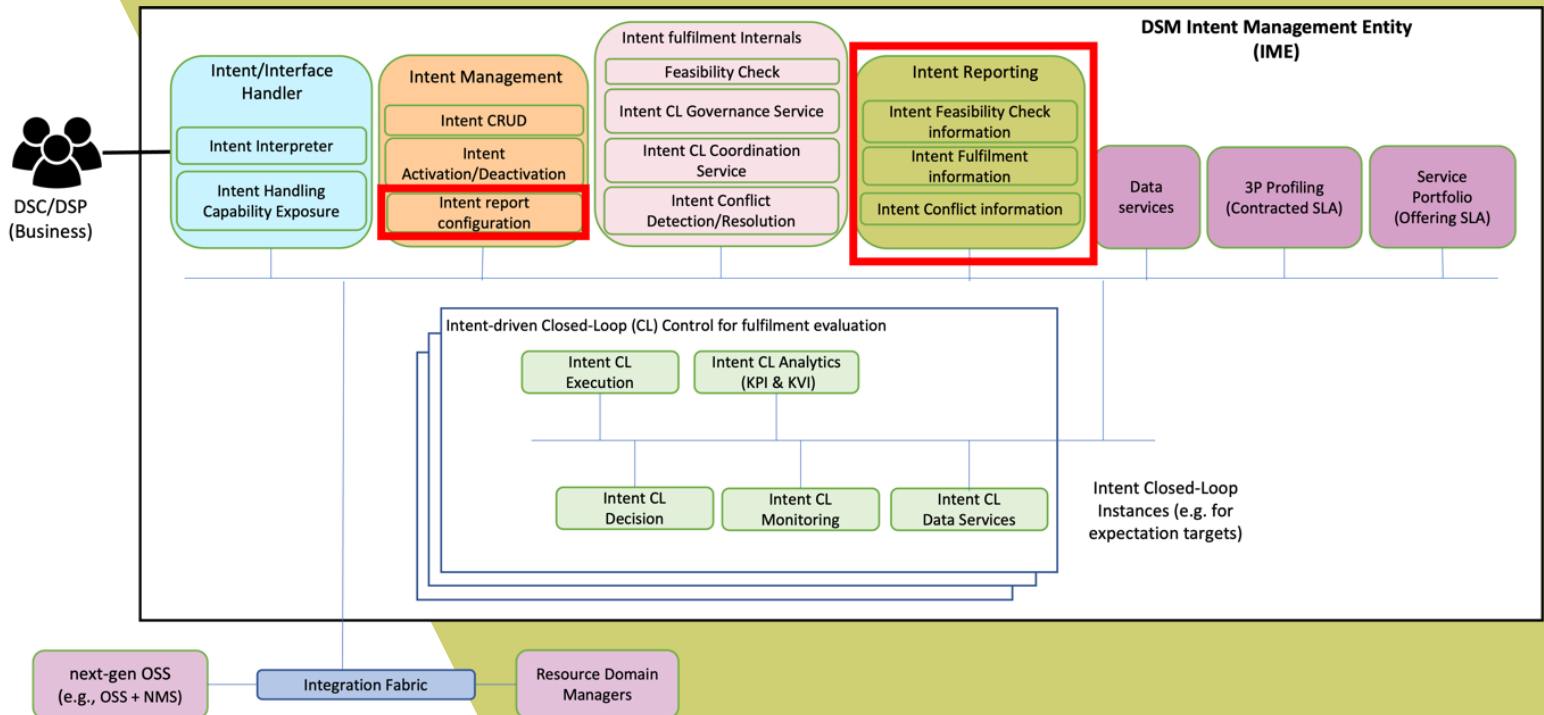 DSM Intent Management Entity
(IME)
DSC/DSP
(Business)
Intent/Interface
Handler
Intent Interpreter
Intent Handling
Capability Exposure
Intent Management
Intent CRUD
Intent
Activation/Deactivation
Intent report
configuration
Intent fulfilment Internals
Feasibility Check
Intent CL Governance Service
Intent CL Coordination
Service
Intent Conflict
Detection/Resolution
Intent Reporting
Intent Feasibility Check
information
Intent Fulfilment
information
Intent Conflict information
Data
services
3P Profiling
(Contracted SLA)
Service
Portfolio
(Offering SLA)
Intent-driven Closed-Loop (CL) Control for fulfilment evaluation
Intent CL
Execution
Intent CL Analytics
(KPI & KVI)
Intent CL
Decision
Intent CL
Monitoring
Intent CL
Data Services
Intent Closed-Loop
Instances (e.g. for
expectation targets)
next-gen OSS
(e.g., OSS + NMS)
Integration Fabric
Resource Domain
Managers